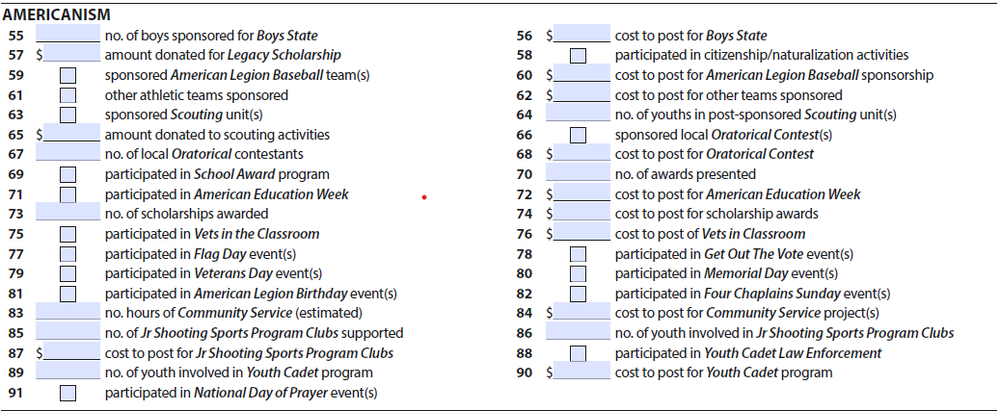 AMERICANISM
55 no. of boys sponsored for Boys State
56 $ cost to post for Boys State
57 $ amount donated for Legacy Scholarship
58 participated in citizenship/naturalization activities
59 sponsored American Legion Baseball team(s)
60 $ cost to post for American Legion Baseball sponsorship
61 other athletic teams sponsored
62 $ cost to post for other teams sponsored
63 sponsored Scouting unit(s)
64 no. of youths in post-sponsored Scouting unit(s)
65 $ amount donated to scouting activities
66 sponsored local Oratorical Contest(s)
67 no. of local Oratorical contestants
68 $ cost to post for Oratorical Contest
69 participated in School Award program
70 no. of awards presented
71 participated in American Education Week
72 $ cost to post for American Education Week
73 no. of scholarships awarded
74 $ cost to post for scholarship awards
75 participated in Vets in the Classroom
76 $ cost to post of Vets in Classroom
77 participated in Flag Day event(s)
78 participated in Get Out The Vote event(s)
79 participated in Veterans Day event(s)
80 participated in Memorial Day event(s)
81 participated in American Legion Birthday event(s)
82 participated in Four Chaplains Sunday event(s)
83 no. hours of Community Service (estimated)
84 $ cost to post for Community Service project(s)
85 no. of Jr Shooting Sports Program Clubs supported
86 no. of youth involved in Jr Shooting Sports Program Clubs
87 $ cost to post for Jr Shooting Sports Program Clubs
88 participated in Youth Cadet Law Enforcement
89 no. of youth involved in Youth Cadet program
90 $ cost to post for Youth Cadet program
91 participated in National Day of Prayer event(s)